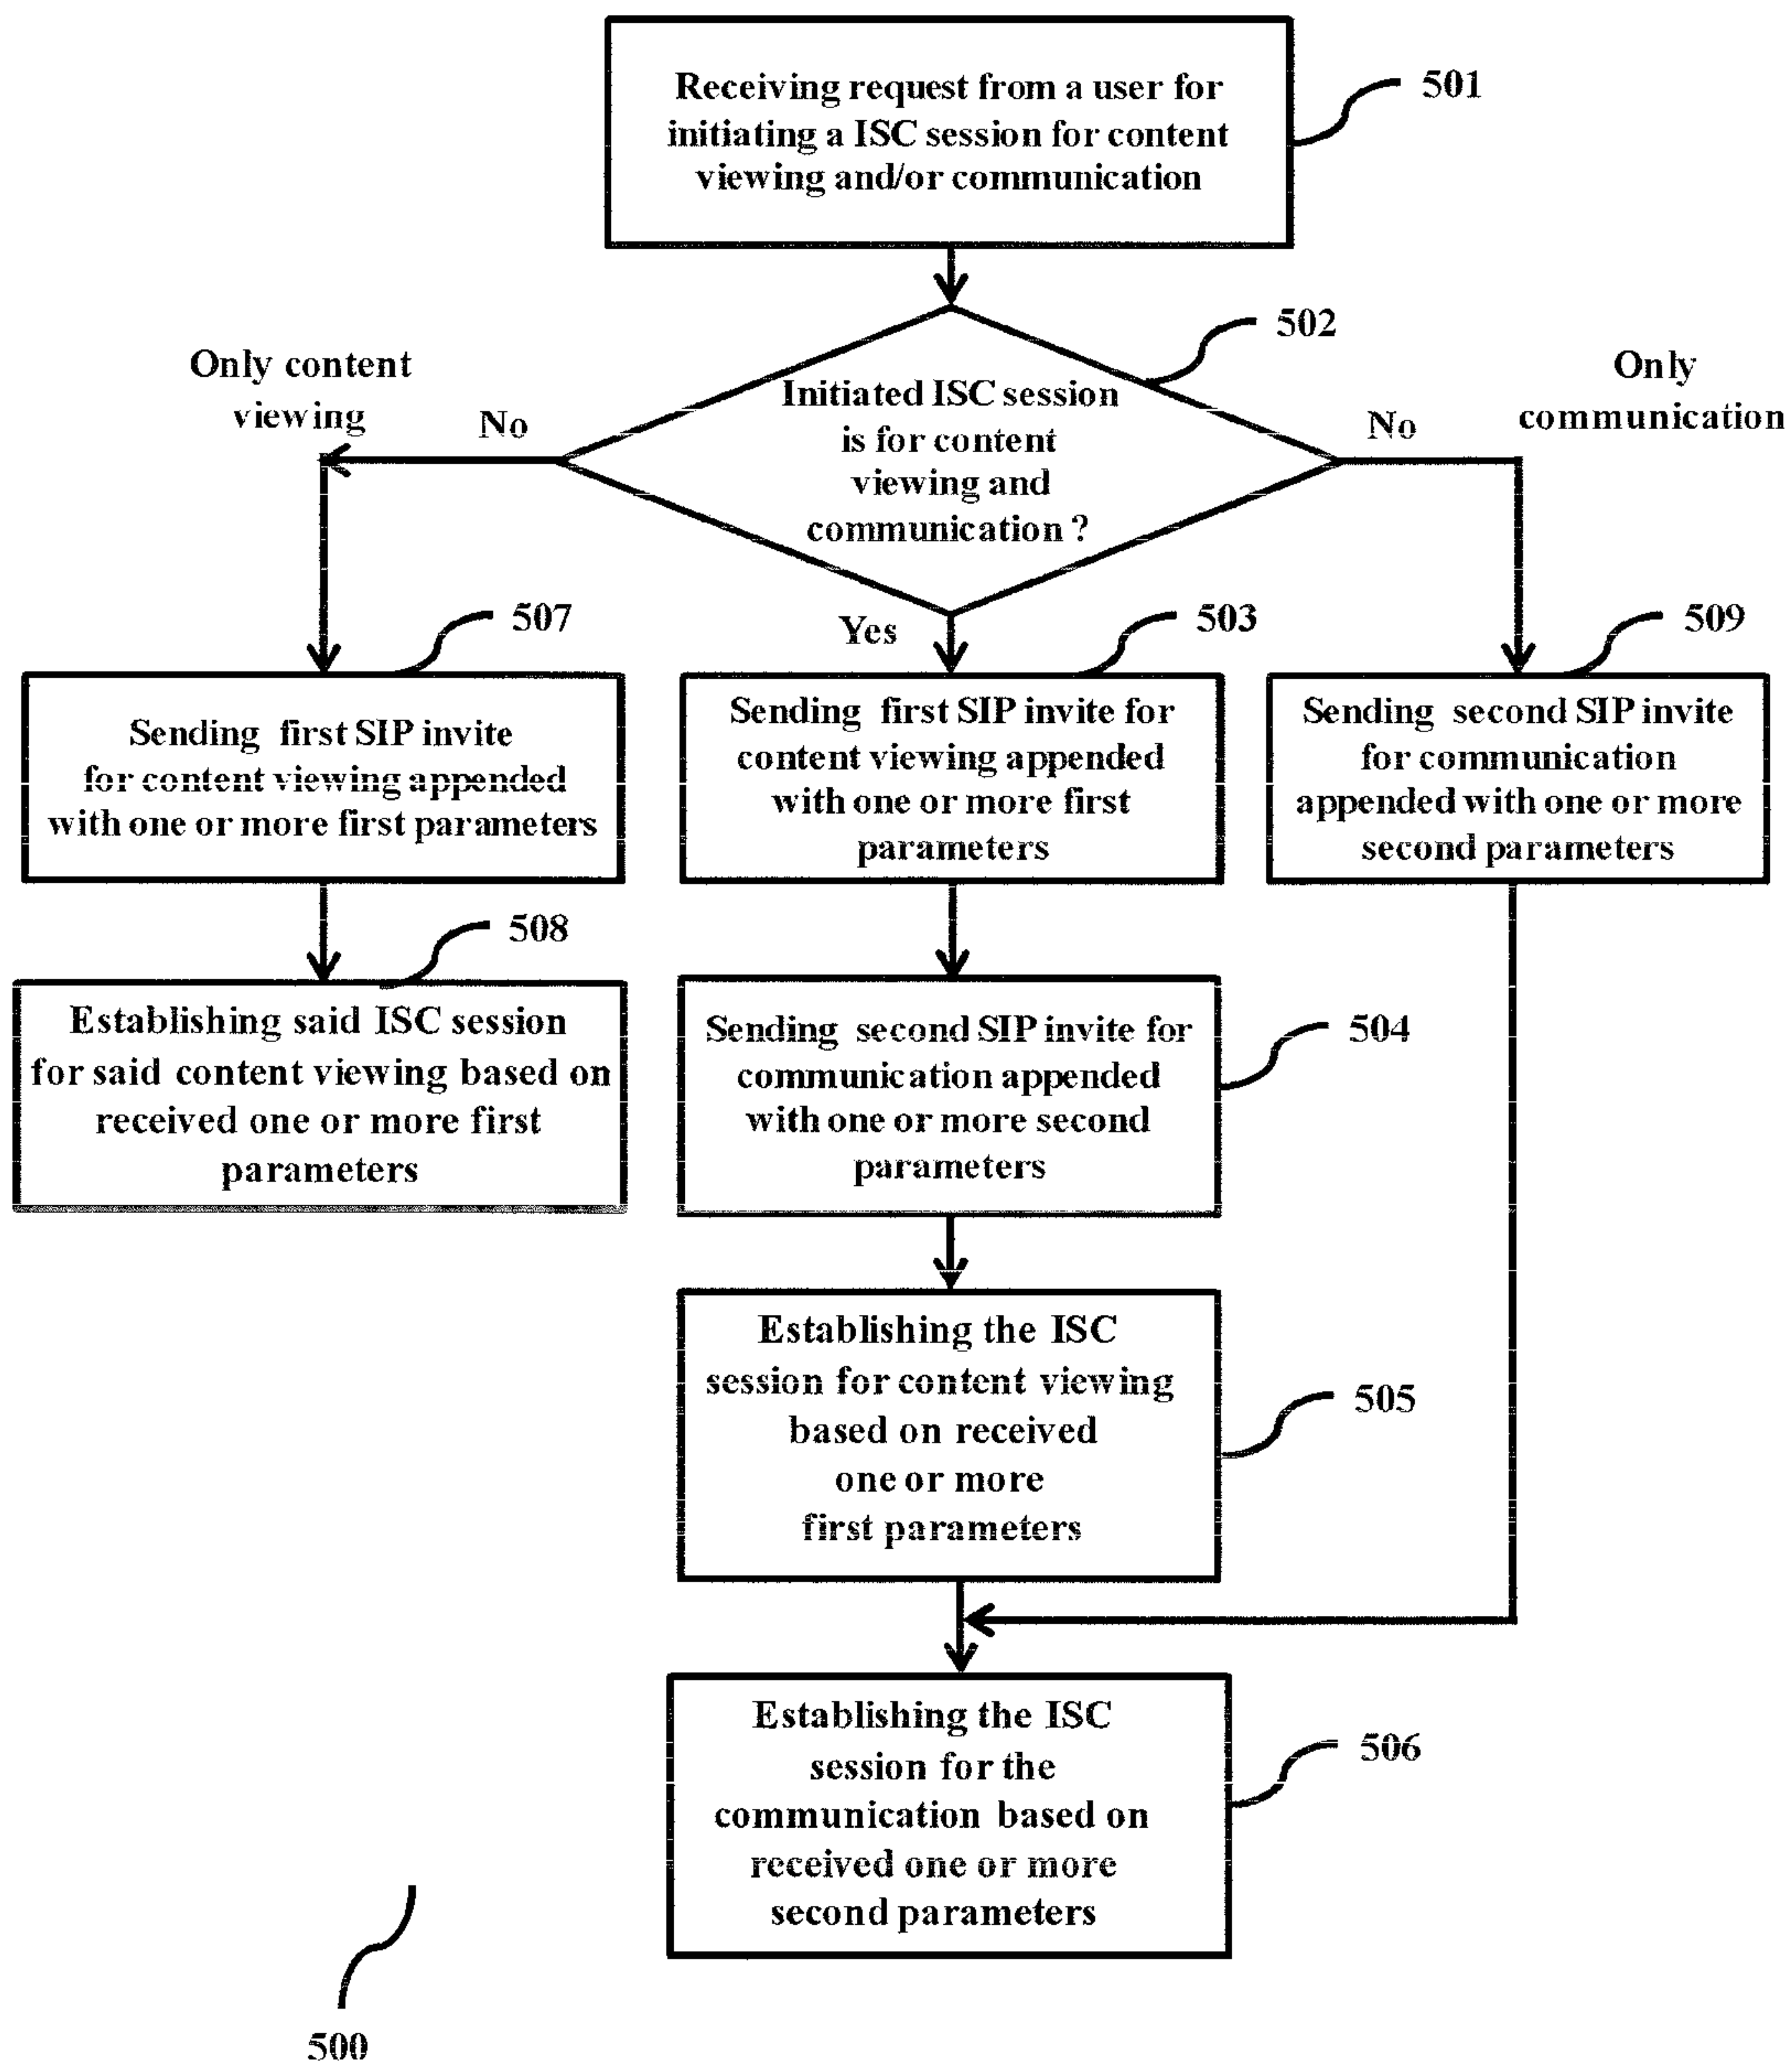 Receiving request from a user for
initiating a ISC session for content
viewing and/or communication
501
502
Only content
viewing
No
Initiated ISC session
is for content
viewing and
communication ?
No
Only
communication
Yes
507
503
509
Sending first SIP invite
for content viewing appended
with one or more first parameters
Sending first SIP invite for
content viewing appended
with one or more first
parameters
Sending second SIP invite
for communication
appended with one or more
second parameters
508
Establishing said ISC session
for said content viewing based on
received one or more first
parameters
Sending second SIP invite for
communication appended
with one or more second
parameters
504
Establishing the ISC
session for content viewing
based on received
one or more
first parameters
505
Establishing the ISC
session for the
communication based on
received one or more
second parameters
506
500